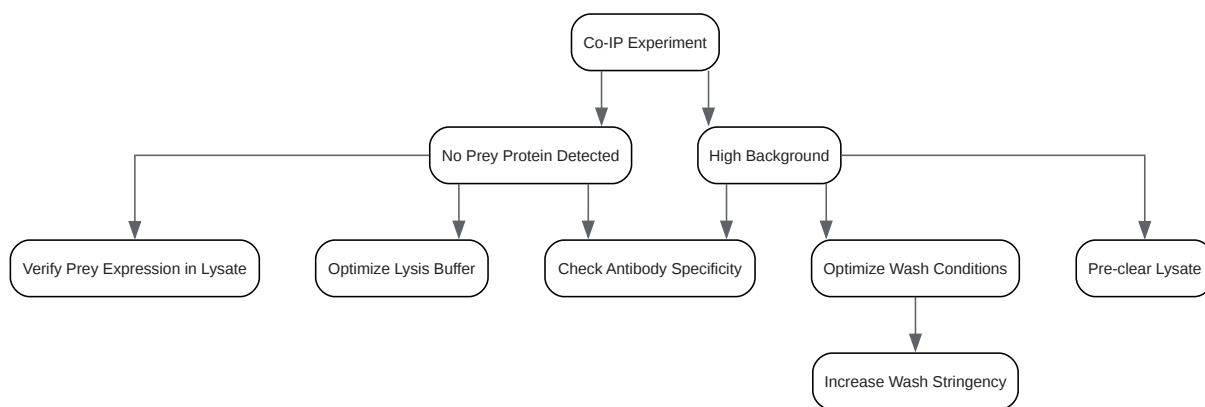 Co-IP Experiment
No Prey Protein Detected
High Background
Verify Prey Expression in Lysate
Optimize Lysis Buffer
Check Antibody Specificity
Optimize Wash Conditions
Pre-clear Lysate
Increase Wash Stringency